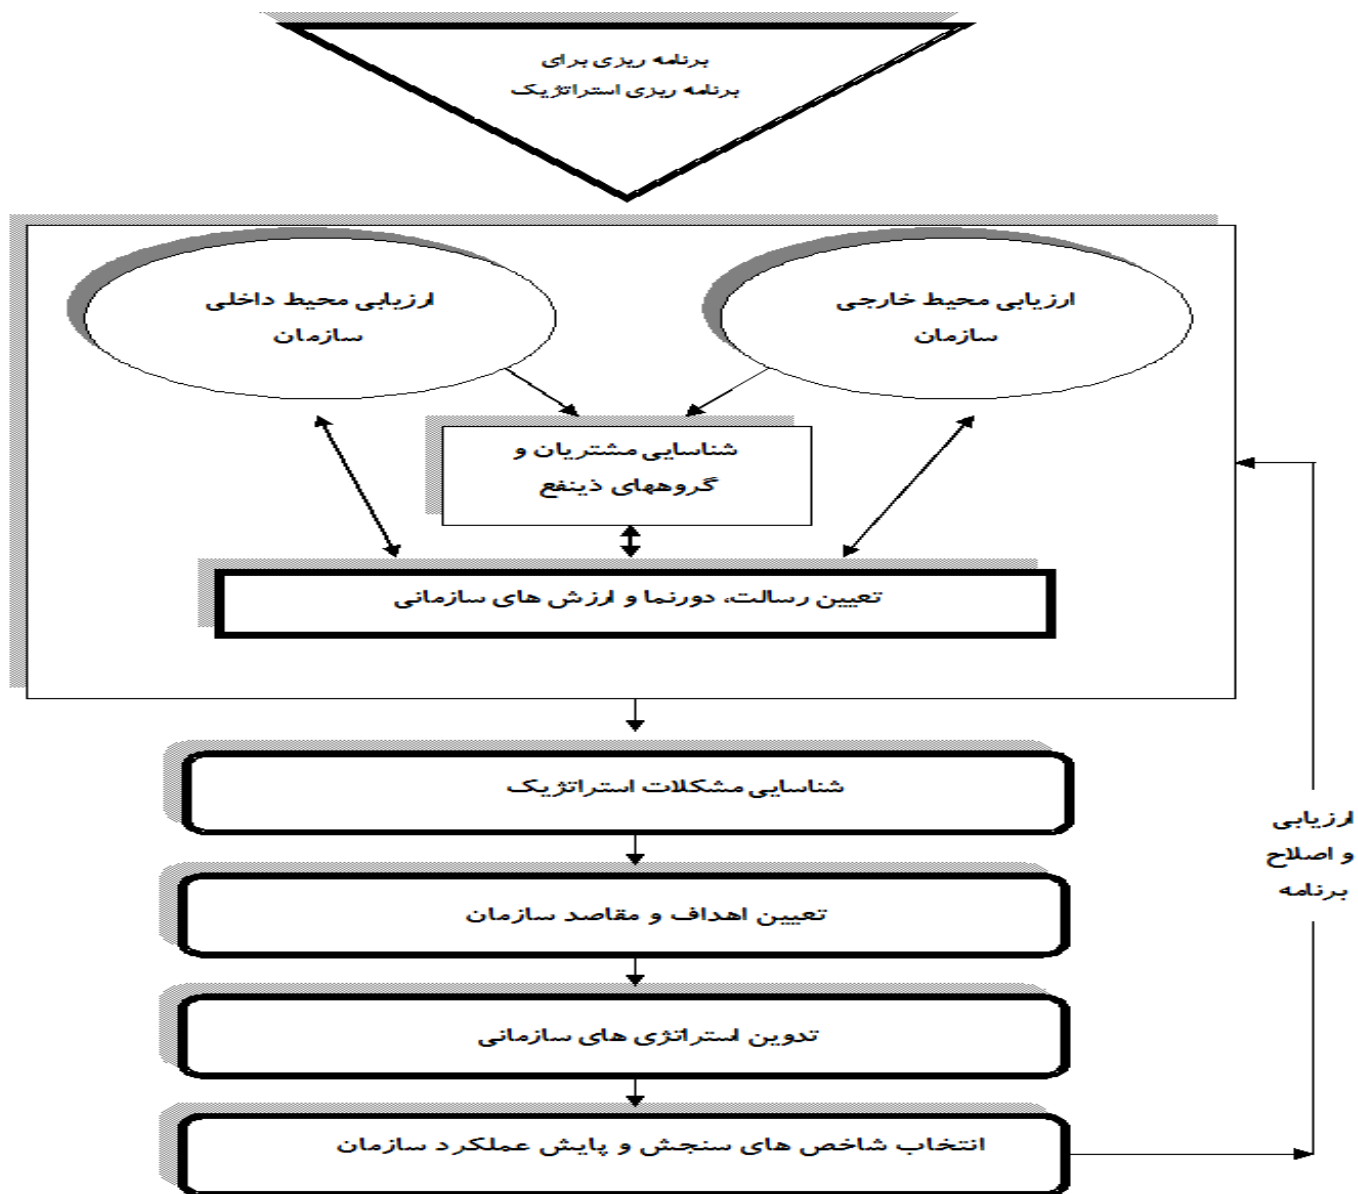 برنامه ریزی برای
برنامه ریزی استراتژیک
ارزیابی محیط خارجی
سازمان
ارزیابی محیط داخلی
سازمان
شناسایی مشتریان و
گروههای ذینفع
تعیین رسالت، دورنما و ارزش های سازمانی
شناسایی مشکلات استراتژیک
تعیین اهداف و مقاصد سازمان
تدوین استراتژی های سازمانی
انتخاب شاخص های سنجش و پایش عملکرد سازمان
ارزیابی
و اصلاح
برنامه